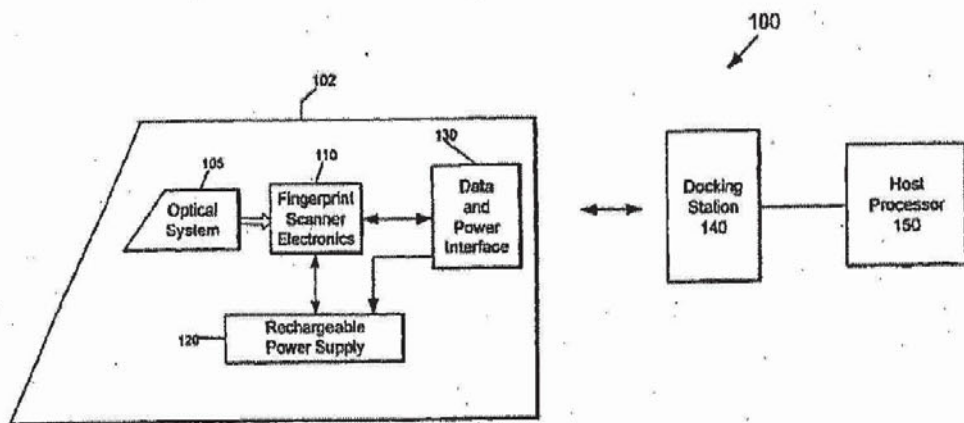 100
102
105
Optical
System
110
Fingerprint
Scanner
Electronics
130
Data
and
Power
Interface
120
Rechargeable
Power Supply
Docking
Station
140
Host
Processor
150